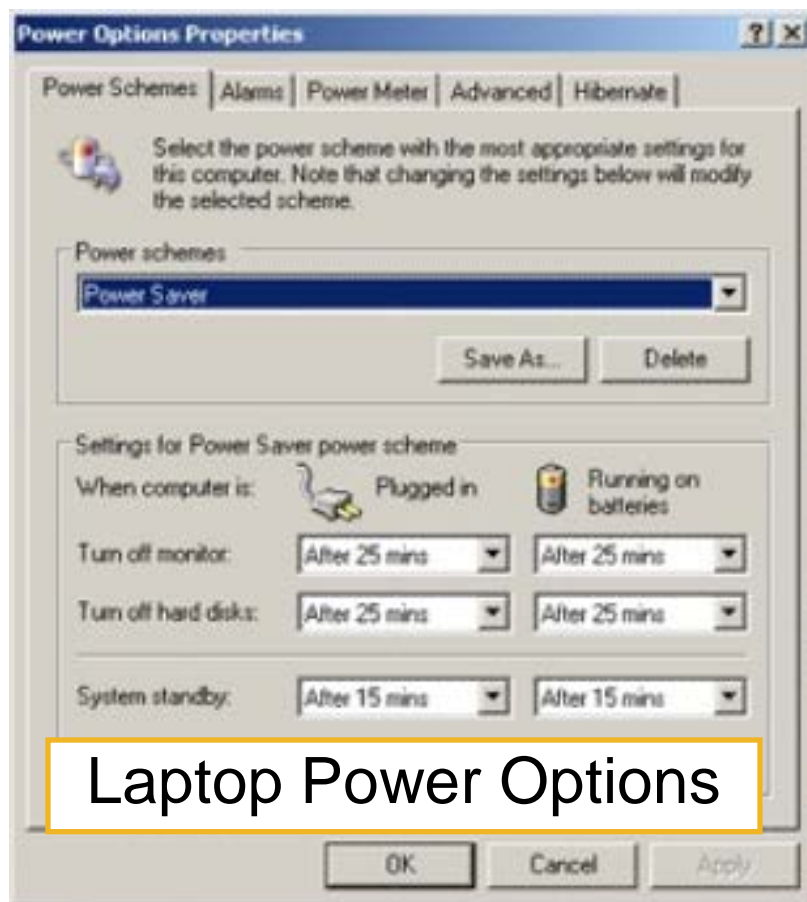 Power Options Properties
Power Schemes Alarms Power Meter Advanced Hibernate
Select the power scheme with the most appropriate settings for
this computer. Note that changing the settings below will modify
the selected scheme.
Power schemes
Power Saver
Save As... Delete
Settings for Power Saver power scheme
When computer is: Plugged in Running on
batteries
Turn off monitor: After 25 mins After 25 mins
Turn off hard disks: After 25 mins After 25 mins
System standby: After 15 mins After 15 mins
Laptop Power Options
OK Cancel Apply